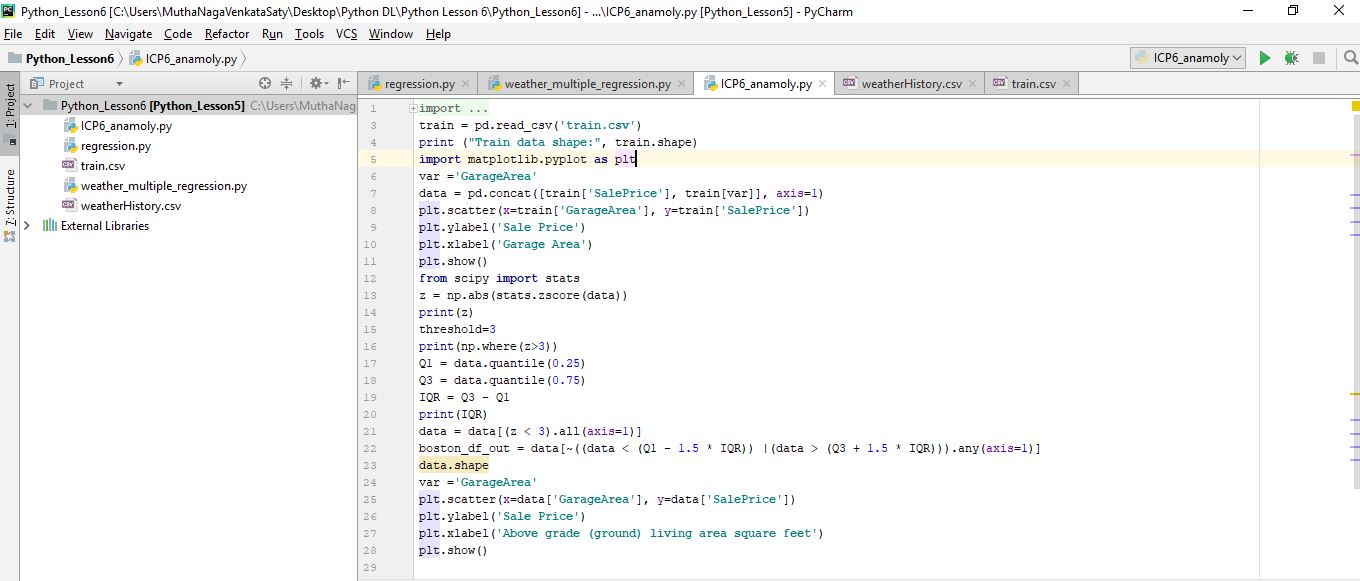 Python_Lesson6 [C:\Users\MuthaNagaVenkataSaty\Desktop\Python DL\Python Lesson 6\Python_Lesson6] - ...\ICP6_anamoly.py [Python_Lesson5] - PyCharm
File Edit View Navigate Code Refactor Run Tools VCS Window Help
Python_Lesson6 ICP6_anamoly.py ICP6_anamoly
Project regression.py weather_multiple_regression.py ICP6_anamoly.py weatherHistory.csv train.csv
1: Project
7: Structure
Python_Lesson6 [Python_Lesson5] C:\Users\MuthaNag
ICP6_anamoly.py
regression.py
train.csv
weather_multiple_regression.py
weatherHistory.csv
External Libraries
1 import ...
3 train = pd.read_csv('train.csv')
4 print ("Train data shape:", train.shape)
5 import matplotlib.pyplot as plt
6 var ='GarageArea'
7 data = pd.concat([train['SalePrice'], train[var]], axis=1)
8 plt.scatter(x=train['GarageArea'], y=train['SalePrice'])
9 plt.ylabel('Sale Price')
10 plt.xlabel('Garage Area')
11 plt.show()
12 from scipy import stats
13 z = np.abs(stats.zscore(data))
14 print(z)
15 threshold=3
16 print(np.where(z>3))
17 Q1 = data.quantile(0.25)
18 Q3 = data.quantile(0.75)
19 IQR = Q3 - Q1
20 print(IQR)
21 data = data[(z < 3).all(axis=1)]
22 boston_df_out = data[~((data < (Q1 - 1.5 * IQR)) |(data > (Q3 + 1.5 * IQR))).any(axis=1)]
23 data.shape
24 var ='GarageArea'
25 plt.scatter(x=data['GarageArea'], y=data['SalePrice'])
26 plt.ylabel('Sale Price')
27 plt.xlabel('Above grade (ground) living area square feet')
28 plt.show()
29